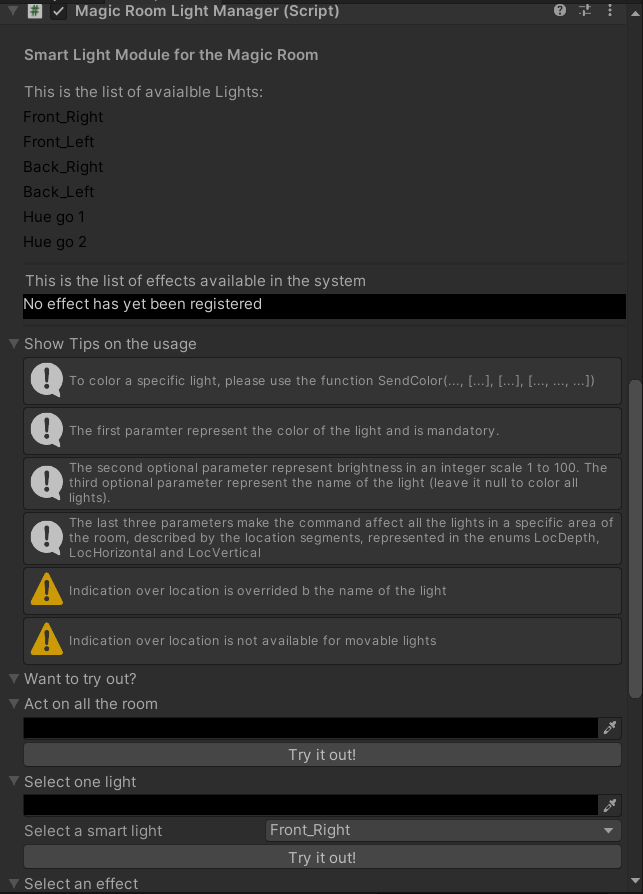 Magic Room Light Manager (Script)
Smart Light Module for the Magic Room
This is the list of avaialble Lights:
Front_Right
Front_Left
Back_Right
Back_Left
Hue go 1
Hue go 2
This is the list of effects available in the system
No effect has yet been registered
Show Tips on the usage
To color a specific light, please use the function SendColor(..., [...], [...], [..., ..., ...])
The first paramter represent the color of the light and is mandatory.
The second optional parameter represent brightness in an integer scale 1 to 100. The
third optional parameter represent the name of the light (leave it null to color all
lights).
The last three parameters make the command affect all the lights in a specific area of
the room, described by the location segments, represented in the enums LocDepth,
LocHorizontal and LocVertical
Indication over location is overrided b the name of the light
Indication over location is not available for movable lights
Want to try out?
Act on all the room
Try it out!
Select one light
Select a smart light Front_Right
Try it out!
Select an effect